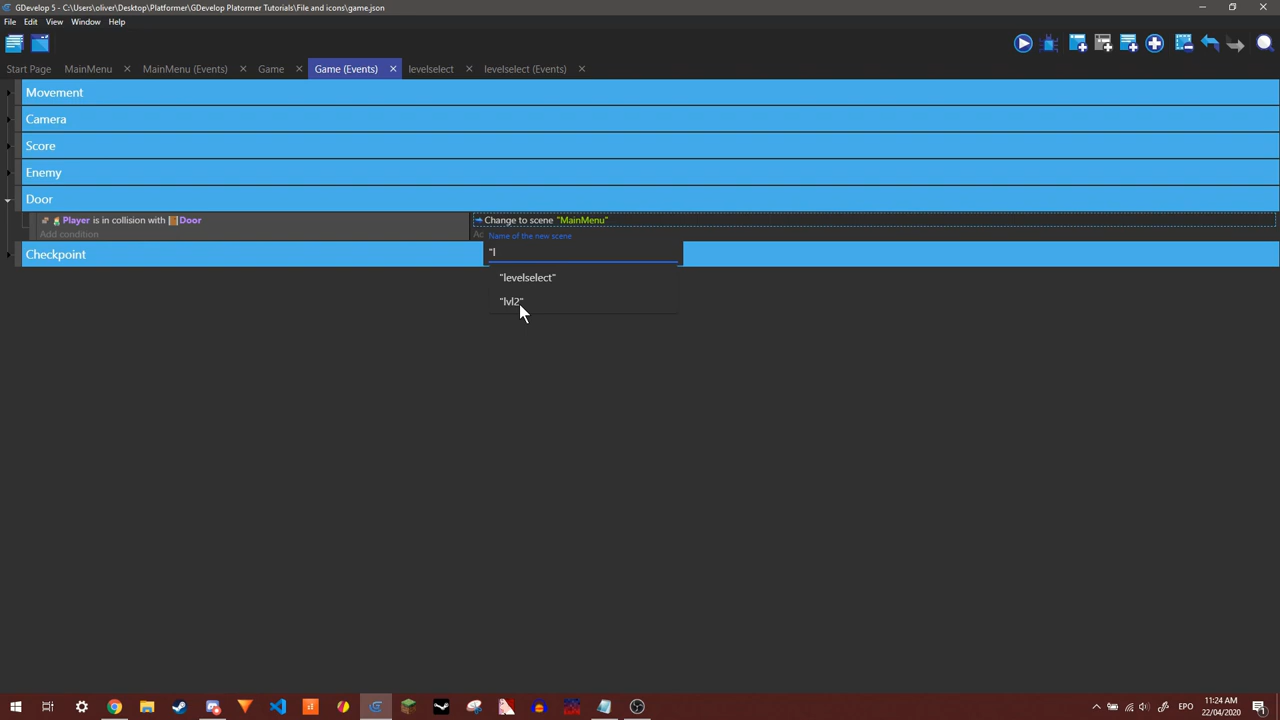 GDevelop 5 - C:\Users\oliver\Desktop\Platformer\GDevelop Platormer Tutorials\File and icons\game.json
File Edit View Window Help
Start Page MainMenu MainMenu (Events) Game Game (Events) levelselect levelselect (Events)
Movement
Camera
Score
Enemy
Door
Player is in collision with Door Change to scene "MainMenu"
Add condition
Name of the new scene
Checkpoint "l
"levelselect"
"lvl2"
EPO
11:24 AM
22/04/2020